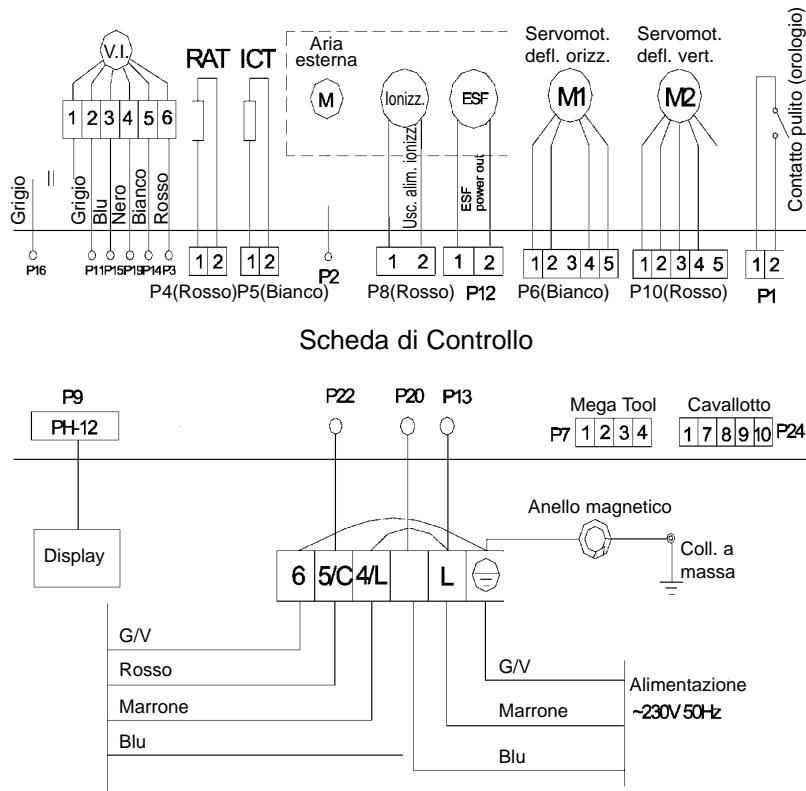 V.I.
RAT ICT
Aria
esterna
M
Ionizz.
ESF
Servomot.
defl. orizz.
M1
Servomot.
defl. vert.
M2
Contatto pulito (orologio)
1 2 3 4 5 6
Grigio
Grigio
Blu
Nero
Bianco
Rosso
Usc. alim. ionizz.
ESF
power out
P16
P11 P15 P19 P14 P3
1 2
P4(Rosso)
1 2
P5(Bianco)
P2
1 2
P8(Rosso)
1 2
P12
1 2 3 4 5
P6(Bianco)
1 2 3 4 5
P10(Rosso)
1 2
P1
Scheda di Controllo
P9
PH-12
P22
P20
P13
Mega Tool
P7 1 2 3 4
Cavallotto
1 7 8 9 10 P24
Display
Anello magnetico
Coll. a
massa
6 5/C 4/L L
G/V
Rosso
Marrone
Blu
G/V
Marrone
Blu
Alimentazione
~230V 50Hz